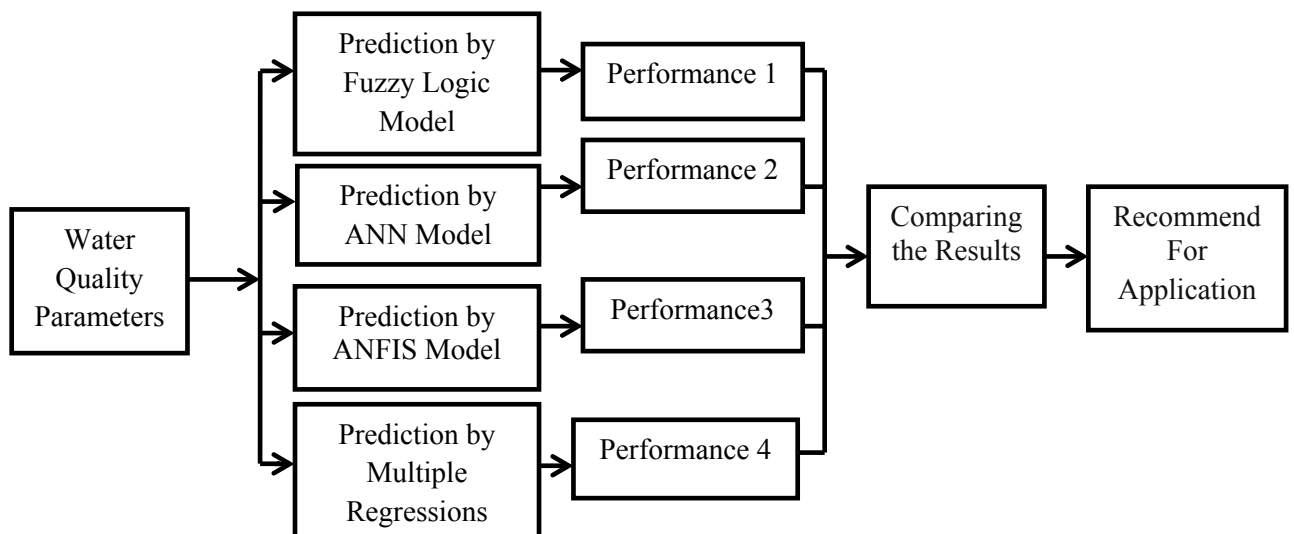 Water
Quality
Parameters
Prediction by
Fuzzy Logic
Model
Prediction by
ANN Model
Prediction by
ANFIS Model
Prediction by
Multiple
Regressions
Performance 1
Performance 2
Performance3
Performance 4
Comparing
the Results
Recommend
For
Application